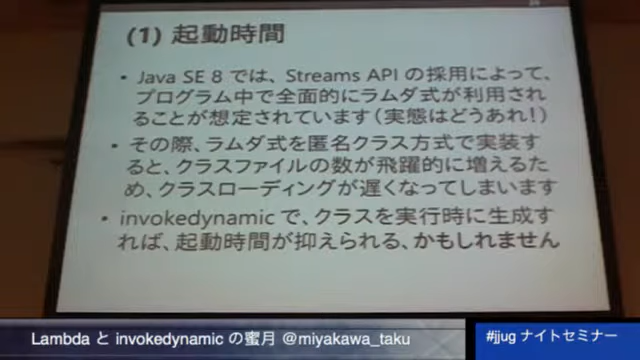 (1) 起動時間
• Java SE 8 では、Streams API の採用によって、
プログラム中で全面的にラムダ式が利用され
ることが想定されています(実態はどうあれ!)
• その際、ラムダ式を匿名クラス方式で実装す
ると、クラスファイルの数が飛躍的に増えるた
め、クラスローディングが遅くなってしまいます
• invokedynamic で、クラスを実行時に生成す
れば、起動時間が抑えられる、かもしれません
Lambda と invokedynamic の蜜月 @miyakawa_taku
#jjug ナイトセミナー